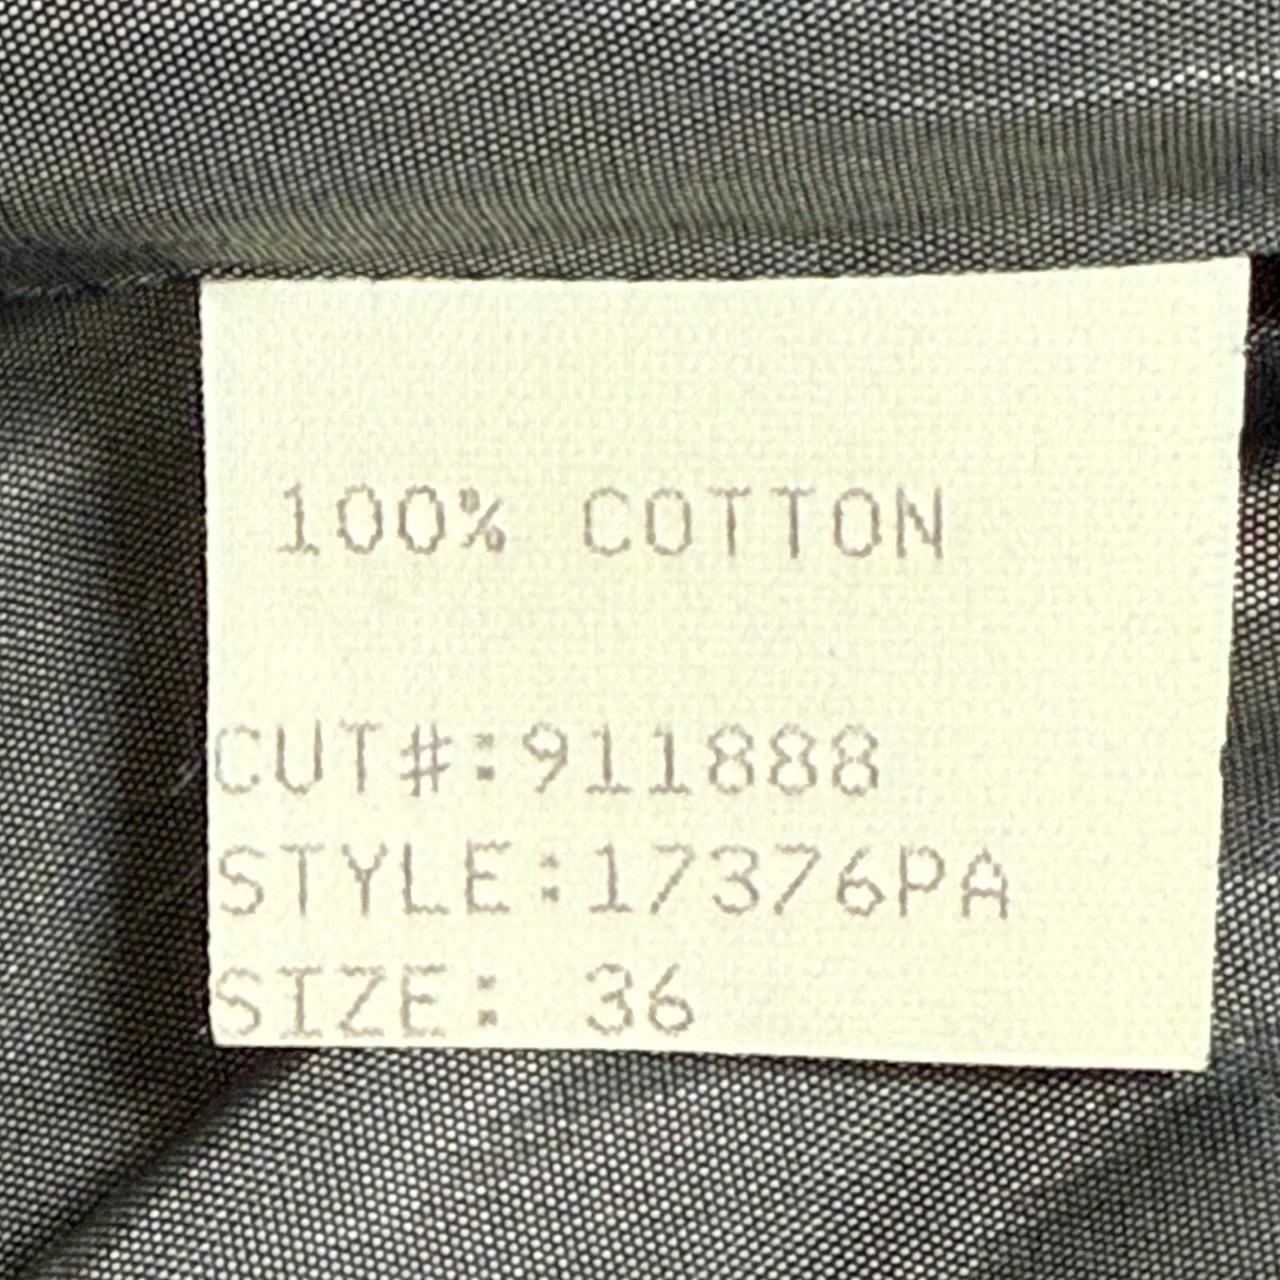 100% COTTON
CUT#:911888
STYLE:17376PA
SIZE: 36